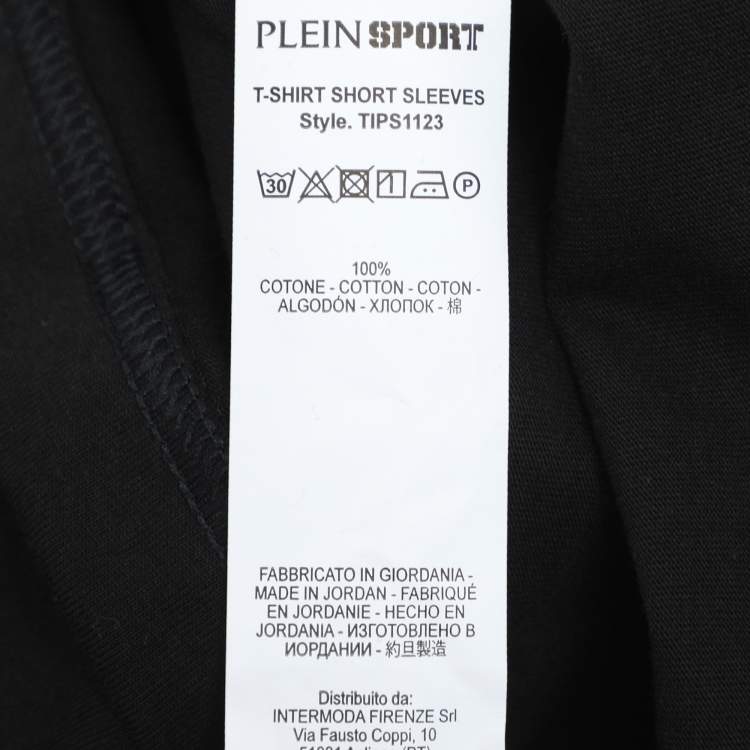 PLEIN SPORT
T-SHIRT SHORT SLEEVES
Style. TIPS1123
30 P
100%
COTONE - COTTON - COTON -
ALGODÓN - ХЛОПОК - 棉
FABBRICATO IN GIORDANIA -
MADE IN JORDAN - FABRIQUÉ
EN JORDANIE - HECHO EN
JORDANIA - ИЗГОТОВЛЕНО В
ИОРДАНИИ - 約旦製造
Distribuito da:
INTERMODA FIRENZE Srl
Via Fausto Coppi, 10